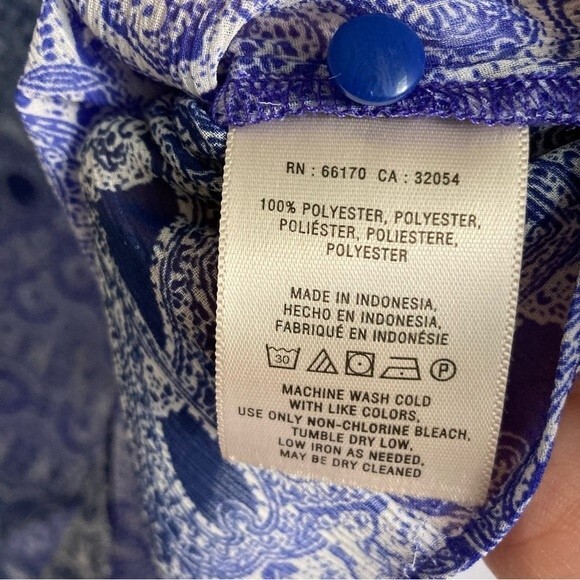 RN : 66170 CA : 32054
100% POLYESTER, POLYESTER,
POLIÉSTER, POLIESTERE,
POLYESTER
MADE IN INDONESIA,
HECHO EN INDONESIA,
FABRIQUÉ EN INDONÉSIE
30 P
MACHINE WASH COLD
WITH LIKE COLORS,
USE ONLY NON-CHLORINE BLEACH,
TUMBLE DRY LOW,
LOW IRON AS NEEDED,
MAY BE DRY CLEANED